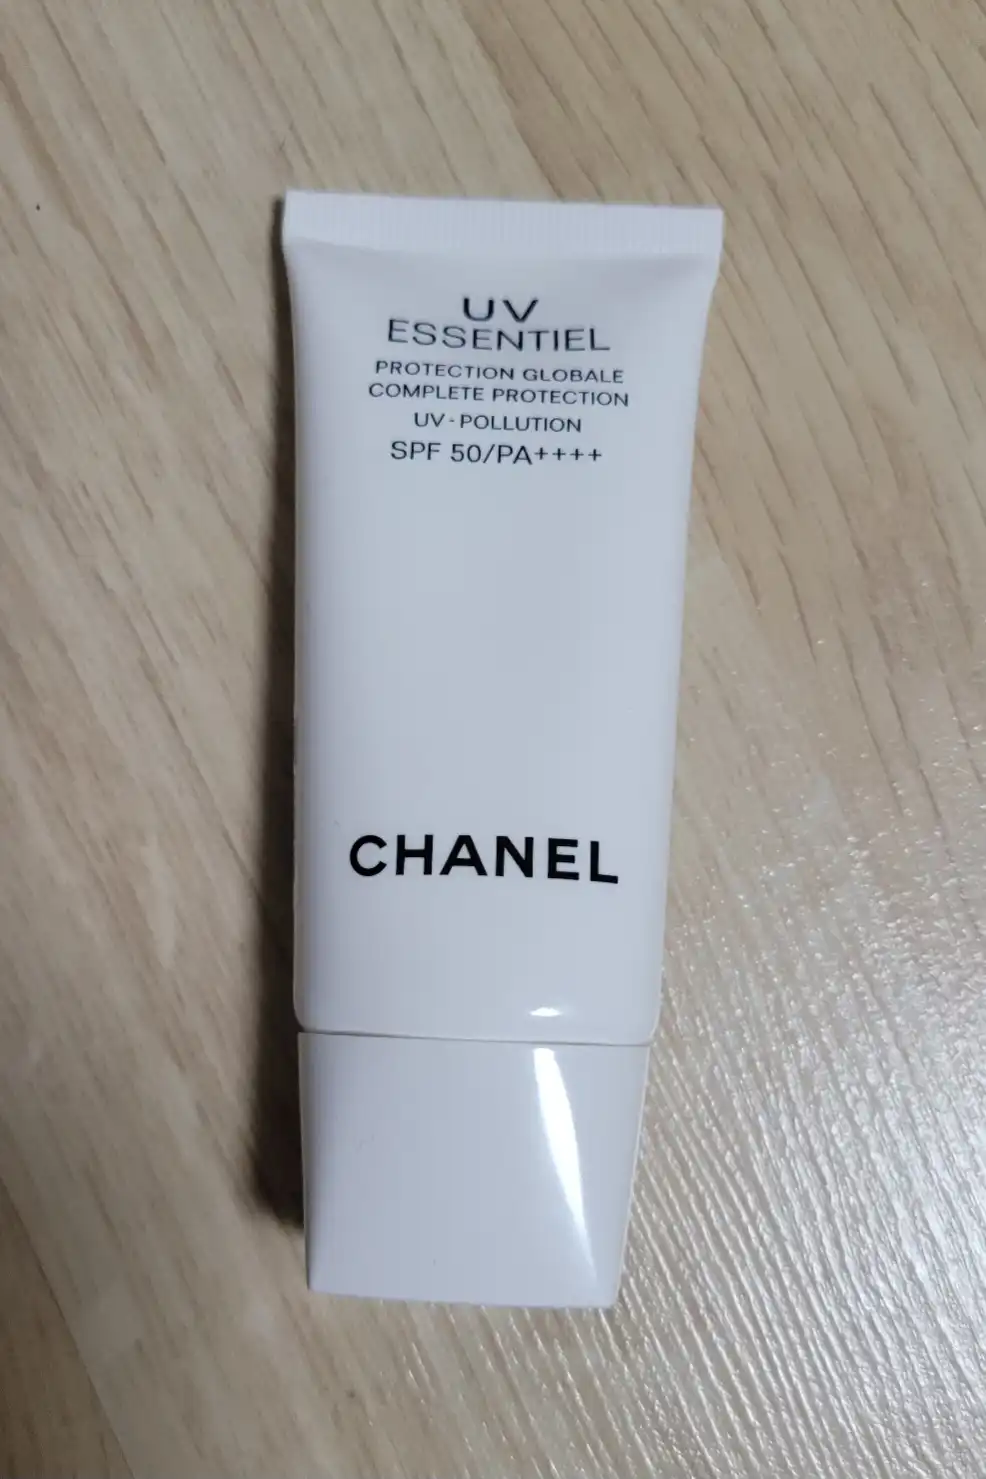 UV
ESSENTIEL
PROTECTION GLOBALE
COMPLETE PROTECTION
UV-POLLUTION
SPF 50/PA++++
CHANEL